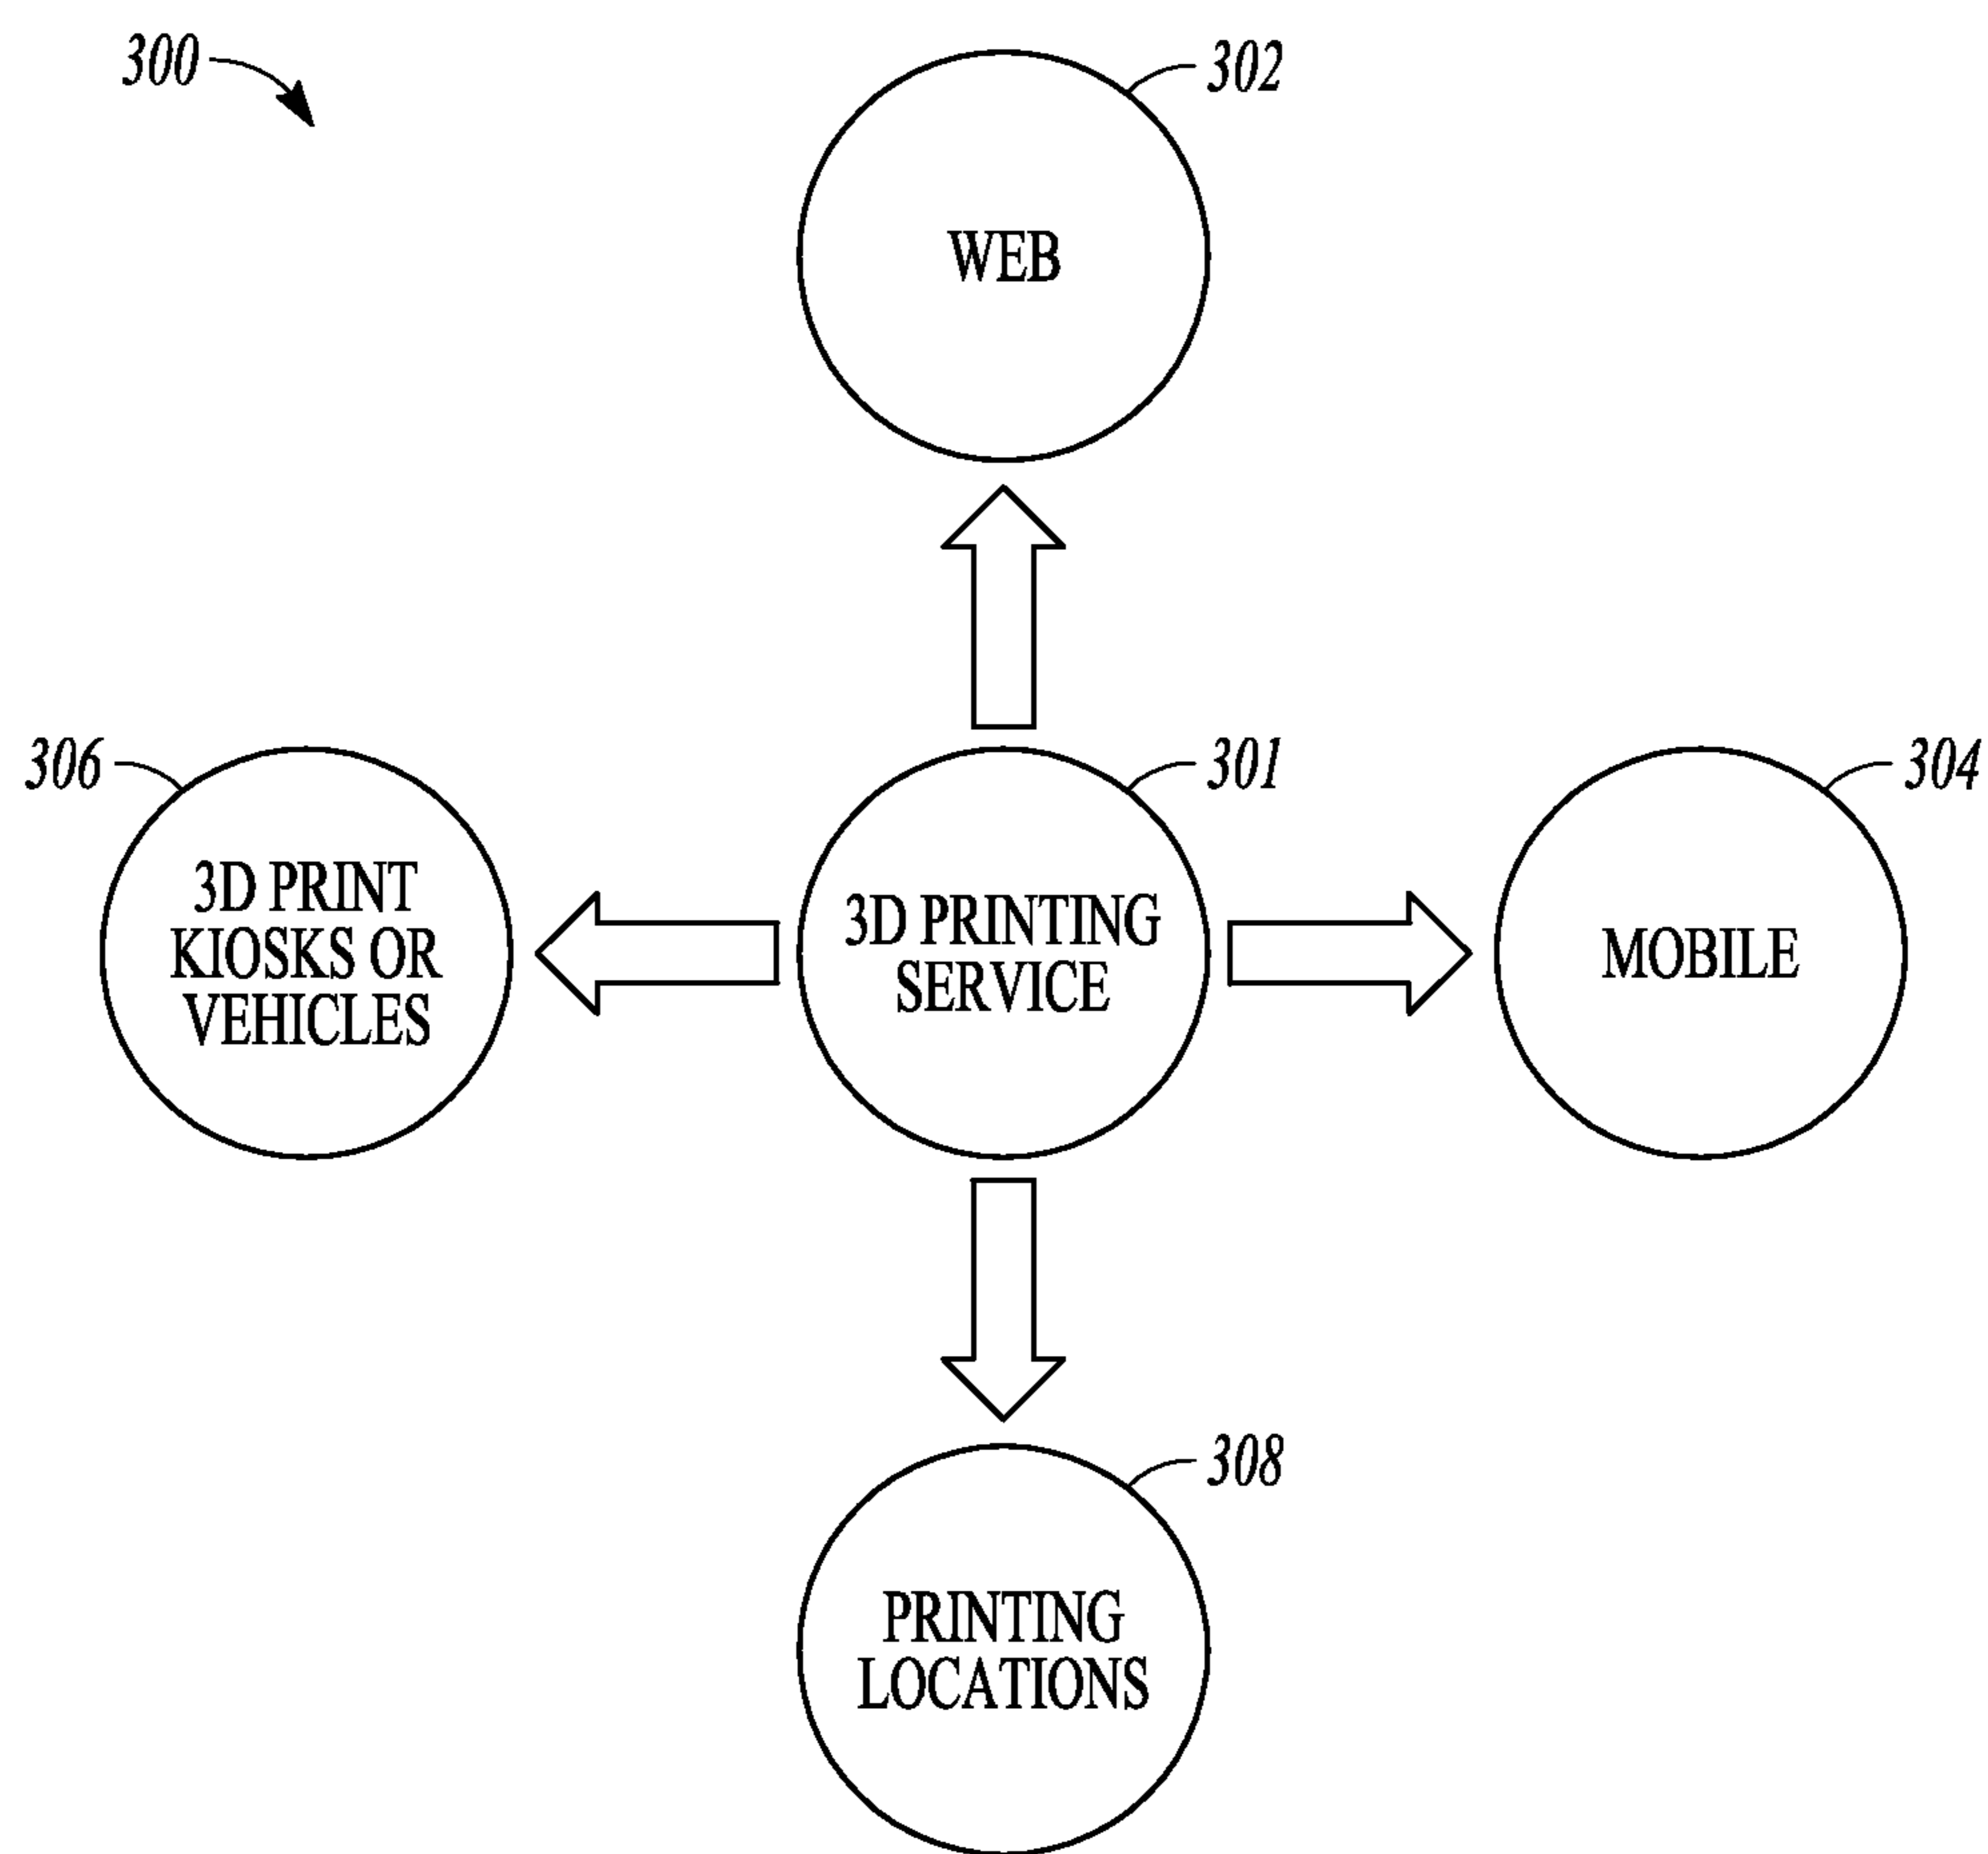 300
302
WEB
306
301
304
3D PRINT
KIOSKS OR
VEHICLES
3D PRINTING
SERVICE
MOBILE
308
PRINTING
LOCATIONS